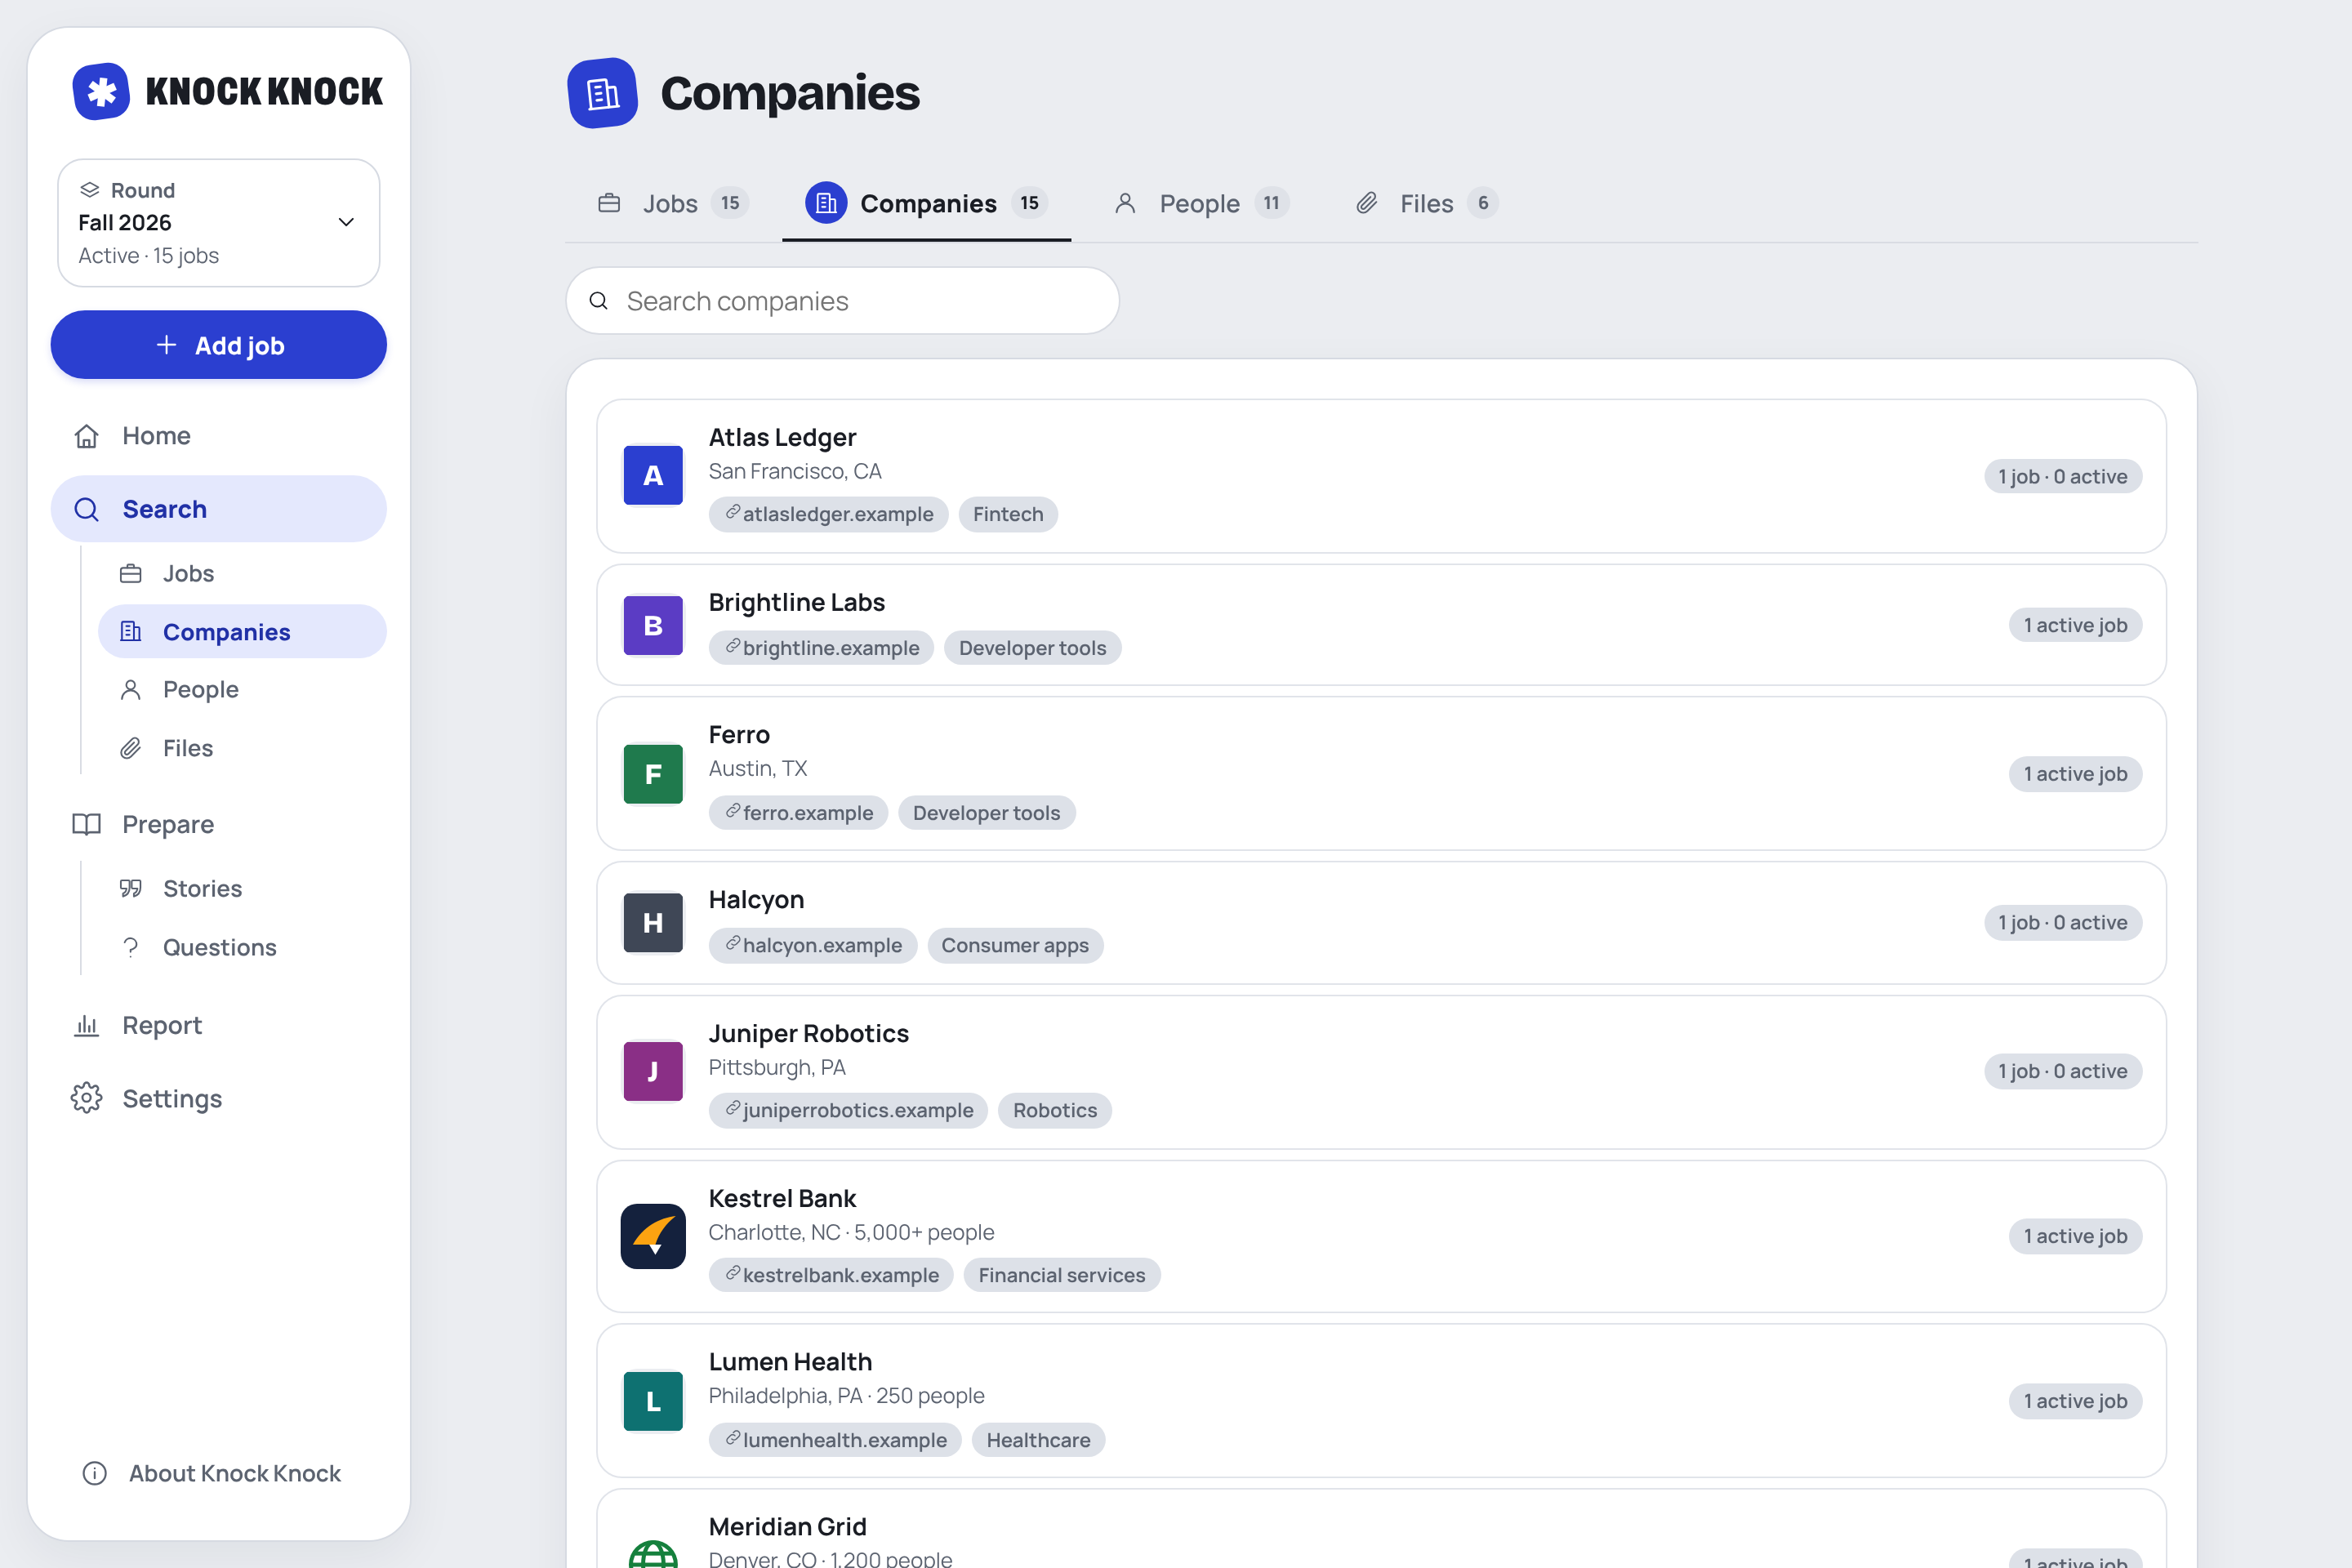 KNOCK KNOCK
Round
Fall 2026
Active · 15 jobs
Add job
Home
Search
Jobs
Companies
People
Files
Prepare
Stories
Questions
Report
Settings
About Knock Knock
Companies
Jobs 15
Companies 15
People 11
Files 6
Search companies
A
Atlas Ledger
San Francisco, CA
atlasledger.example
Fintech
1 job · 0 active
B
Brightline Labs
brightline.example
Developer tools
1 active job
F
Ferro
Austin, TX
ferro.example
Developer tools
1 active job
H
Halcyon
halcyon.example
Consumer apps
1 job · 0 active
J
Juniper Robotics
Pittsburgh, PA
juniperrobotics.example
Robotics
1 job · 0 active
Kestrel Bank
Charlotte, NC · 5,000+ people
kestrelbank.example
Financial services
1 active job
L
Lumen Health
Philadelphia, PA · 250 people
lumenhealth.example
Healthcare
1 active job
Meridian Grid
Denver, CO · 1,200 people
1 active job